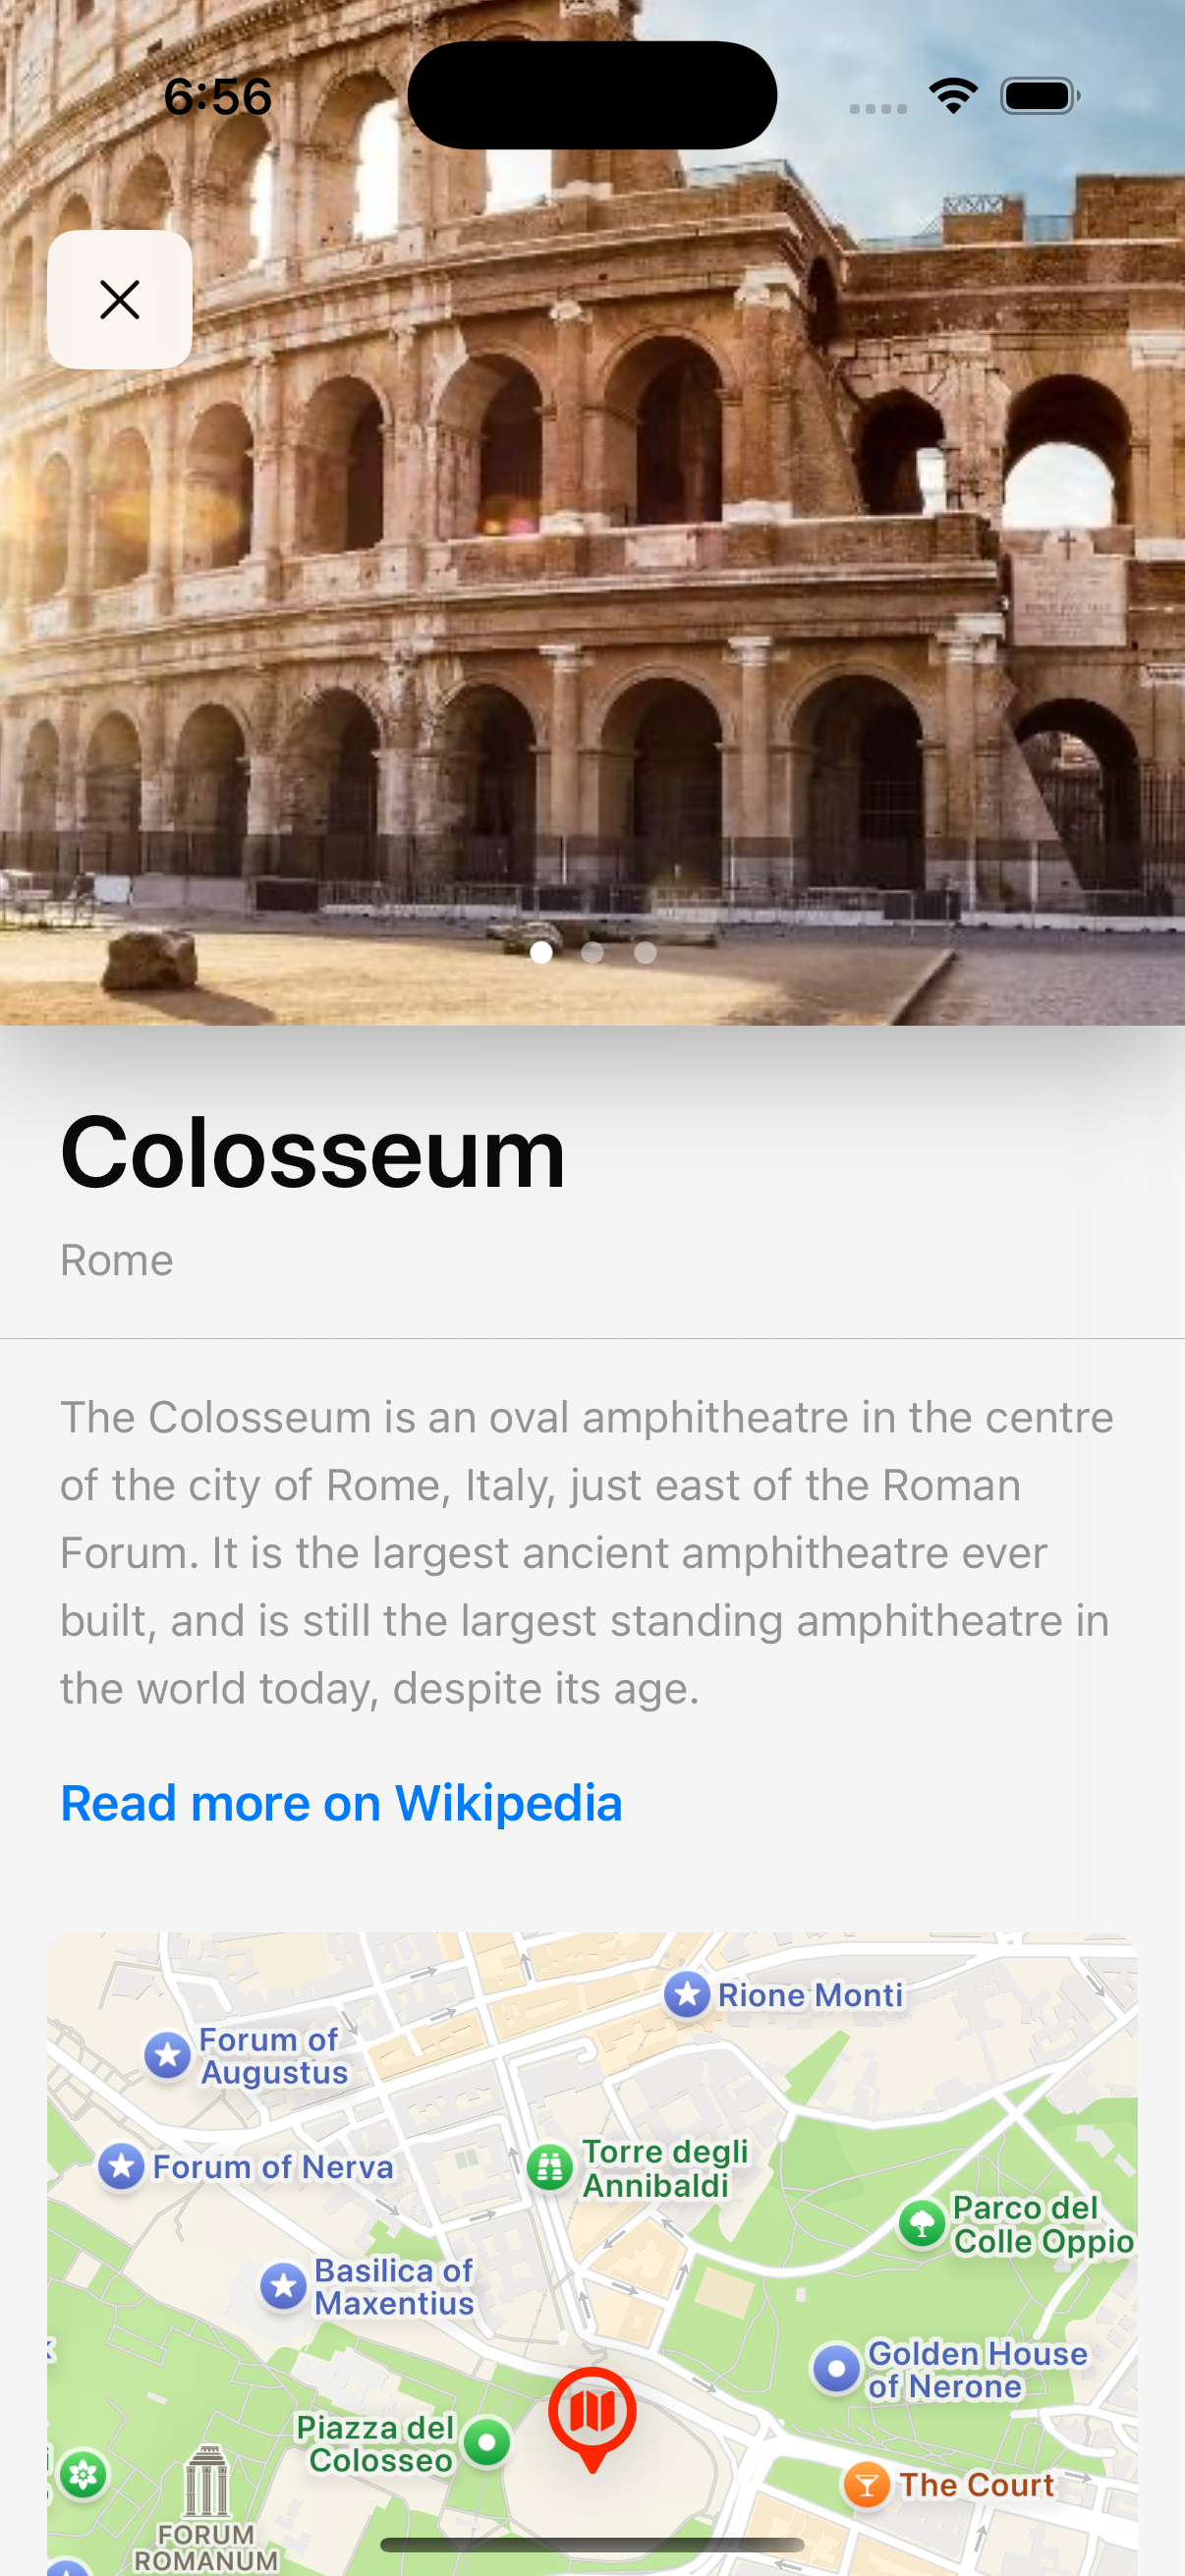 6:56
Colosseum
Rome
The Colosseum is an oval amphitheatre in the centre
of the city of Rome, Italy, just east of the Roman
Forum. It is the largest ancient amphitheatre ever
built, and is still the largest standing amphitheatre in
the world today, despite its age.
Read more on Wikipedia
Rione Monti
Forum of
Augustus
Forum of Nerva
Torre degli
Annibaldi
Parco del
Colle Oppio
Basilica of
Maxentius
Golden House
of Nerone
Piazza del
Colosseo
The Court
FORUM
ROMANUM